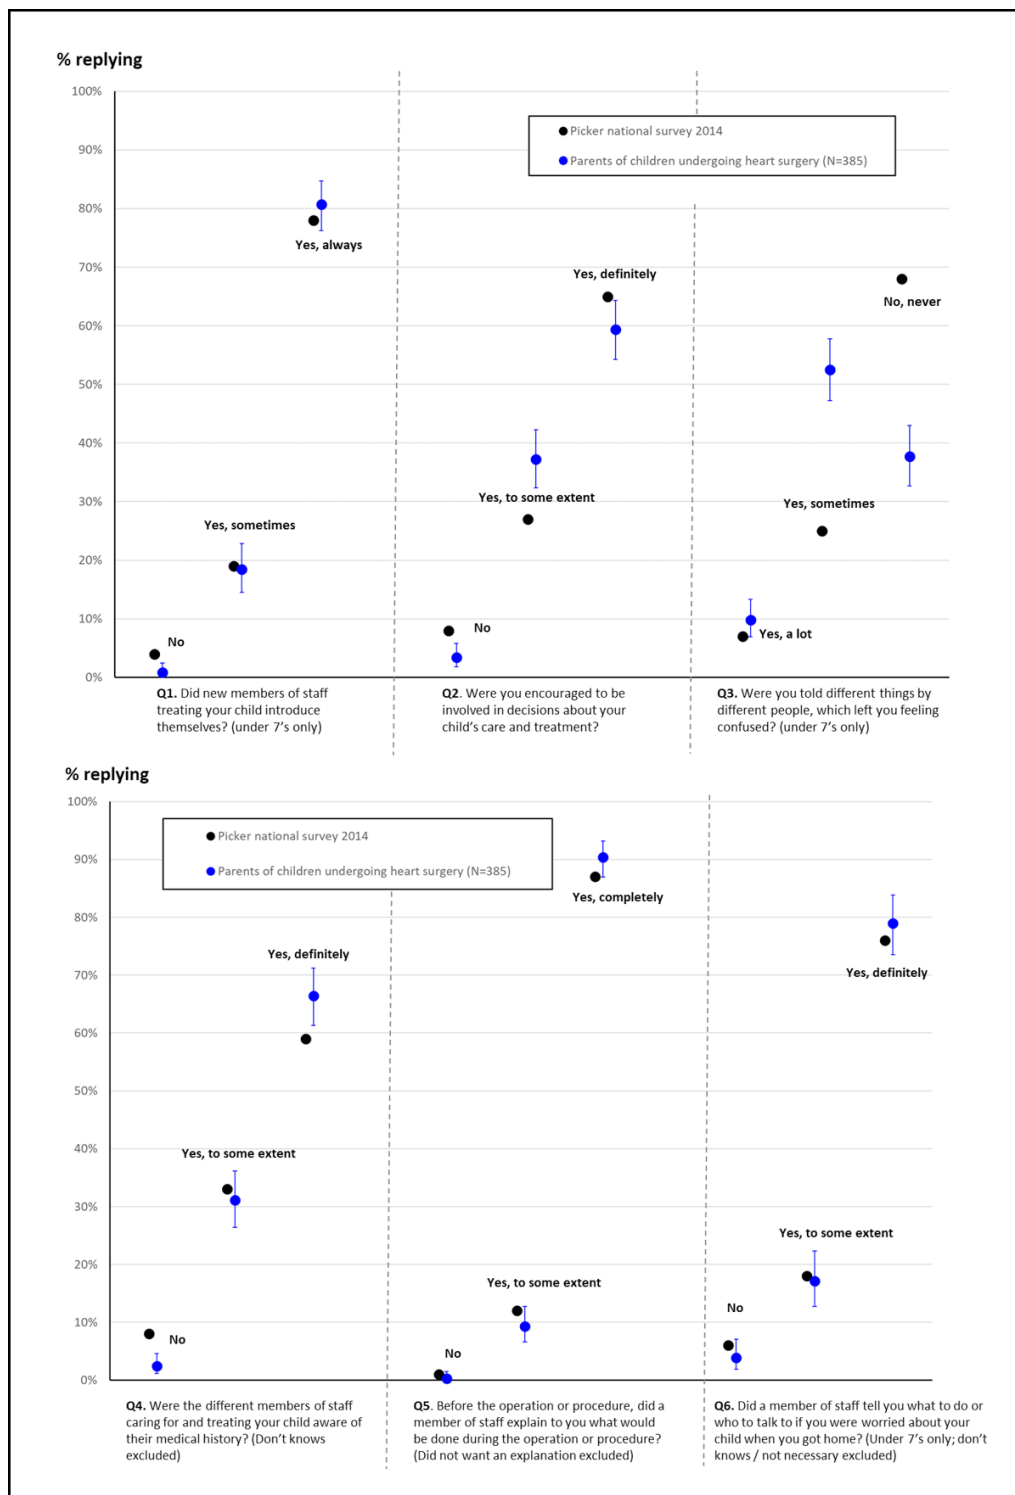 % replying
100%
90%
80%
70%
60%
50%
40%
30%
20%
10%
0%
Picker national survey 2014
Parents of children undergoing heart surgery (N=385)
Yes, always
Yes, sometimes
No
Yes, definitely
Yes, to some extent
No
No, never
Yes, sometimes
Yes, a lot
Q1. Did new members of staff
treating your child introduce
themselves? (under 7's only)
Q2. Were you encouraged to be
involved in decisions about your
child's care and treatment?
Q3. Were you told different things by
different people, which left you feeling
confused? (under 7's only)
% replying
100%
90%
80%
70%
60%
50%
40%
30%
20%
10%
0%
Picker national survey 2014
Parents of children undergoing heart surgery (N=385)
Yes, definitely
Yes, to some extent
No
Yes, completely
Yes, to some extent
No
Yes, definitely
Yes, to some extent
No
Q4. Were the different members of staff
caring for and treating your child aware of
their medical history? (Don't knows
excluded)
Q5. Before the operation or procedure, did a
member of staff explain to you what would
be done during the operation or procedure?
(Did not want an explanation excluded)
Q6. Did a member of staff tell you what to do or
who to talk to if you were worried about your
child when you got home? (Under 7's only; don't
knows / not necessary excluded)